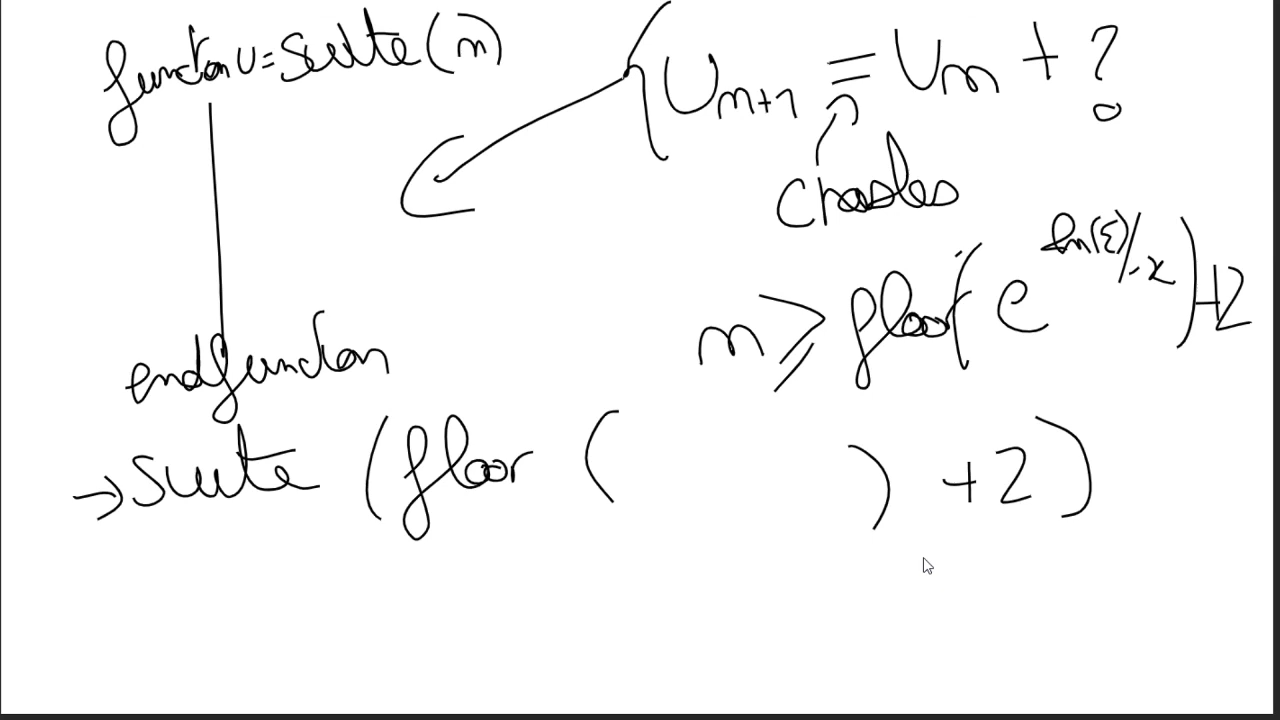 function U=Suite(n)
U_{n+1} = U_n + ?
Chasles
n ≥ floor(e^{ln(ε)/-x})+2
endfunction
→ Suite (floor ( ) +2)